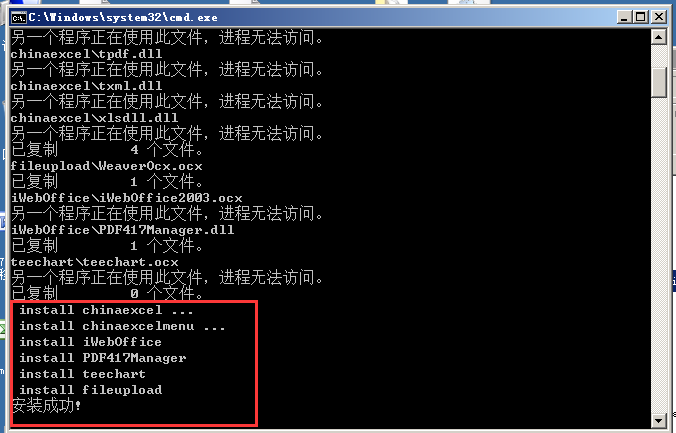 C:\Windows\system32\cmd.exe
另一个程序正在使用此文件，进程无法访问。
chinaexcel\tpdf.dll
另一个程序正在使用此文件，进程无法访问。
chinaexcel\txml.dll
另一个程序正在使用此文件，进程无法访问。
chinaexcel\xlsdll.dll
另一个程序正在使用此文件，进程无法访问。
已复制         4 个文件。
fileupload\WeaverOcx.ocx
已复制         1 个文件。
iWebOffice\iWebOffice2003.ocx
另一个程序正在使用此文件，进程无法访问。
iWebOffice\PDF417Manager.dll
已复制         1 个文件。
teechart\teechart.ocx
另一个程序正在使用此文件，进程无法访问。
已复制         0 个文件。
install chinaexcel ...
install chinaexcelmenu ...
install iWebOffice
install PDF417Manager
install teechart
install fileupload
安装成功!